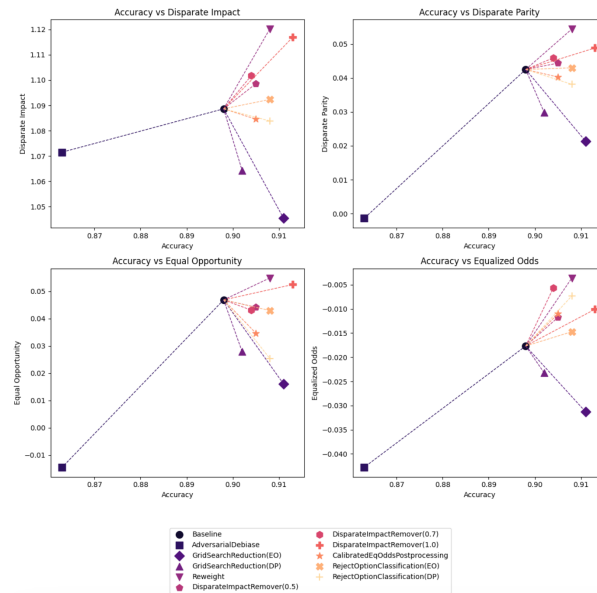 Accuracy vs Disparate Impact
1.12
1.11
1.10
1.09
1.08
1.07
1.06
1.05
Disparate Impact
0.87 0.88 0.89 0.90 0.91
Accuracy
Accuracy vs Disparate Parity
0.05
0.04
0.03
0.02
0.01
0.00
Disparate Parity
0.87 0.88 0.89 0.90 0.91
Accuracy
Accuracy vs Equal Opportunity
0.05
0.04
0.03
0.02
0.01
0.00
−0.01
Equal Opportunity
0.87 0.88 0.89 0.90 0.91
Accuracy
Accuracy vs Equalized Odds
−0.005
−0.010
−0.015
−0.020
−0.025
−0.030
−0.035
−0.040
Equalized Odds
0.87 0.88 0.89 0.90 0.91
Accuracy
Baseline
AdversarialDebiase
GridSearchReduction(EO)
GridSearchReduction(DP)
Reweight
DisparateImpactRemover(0.5)
DisparateImpactRemover(0.7)
DisparateImpactRemover(1.0)
CalibratedEqOddsPostprocessing
RejectOptionClassification(EO)
RejectOptionClassification(DP)